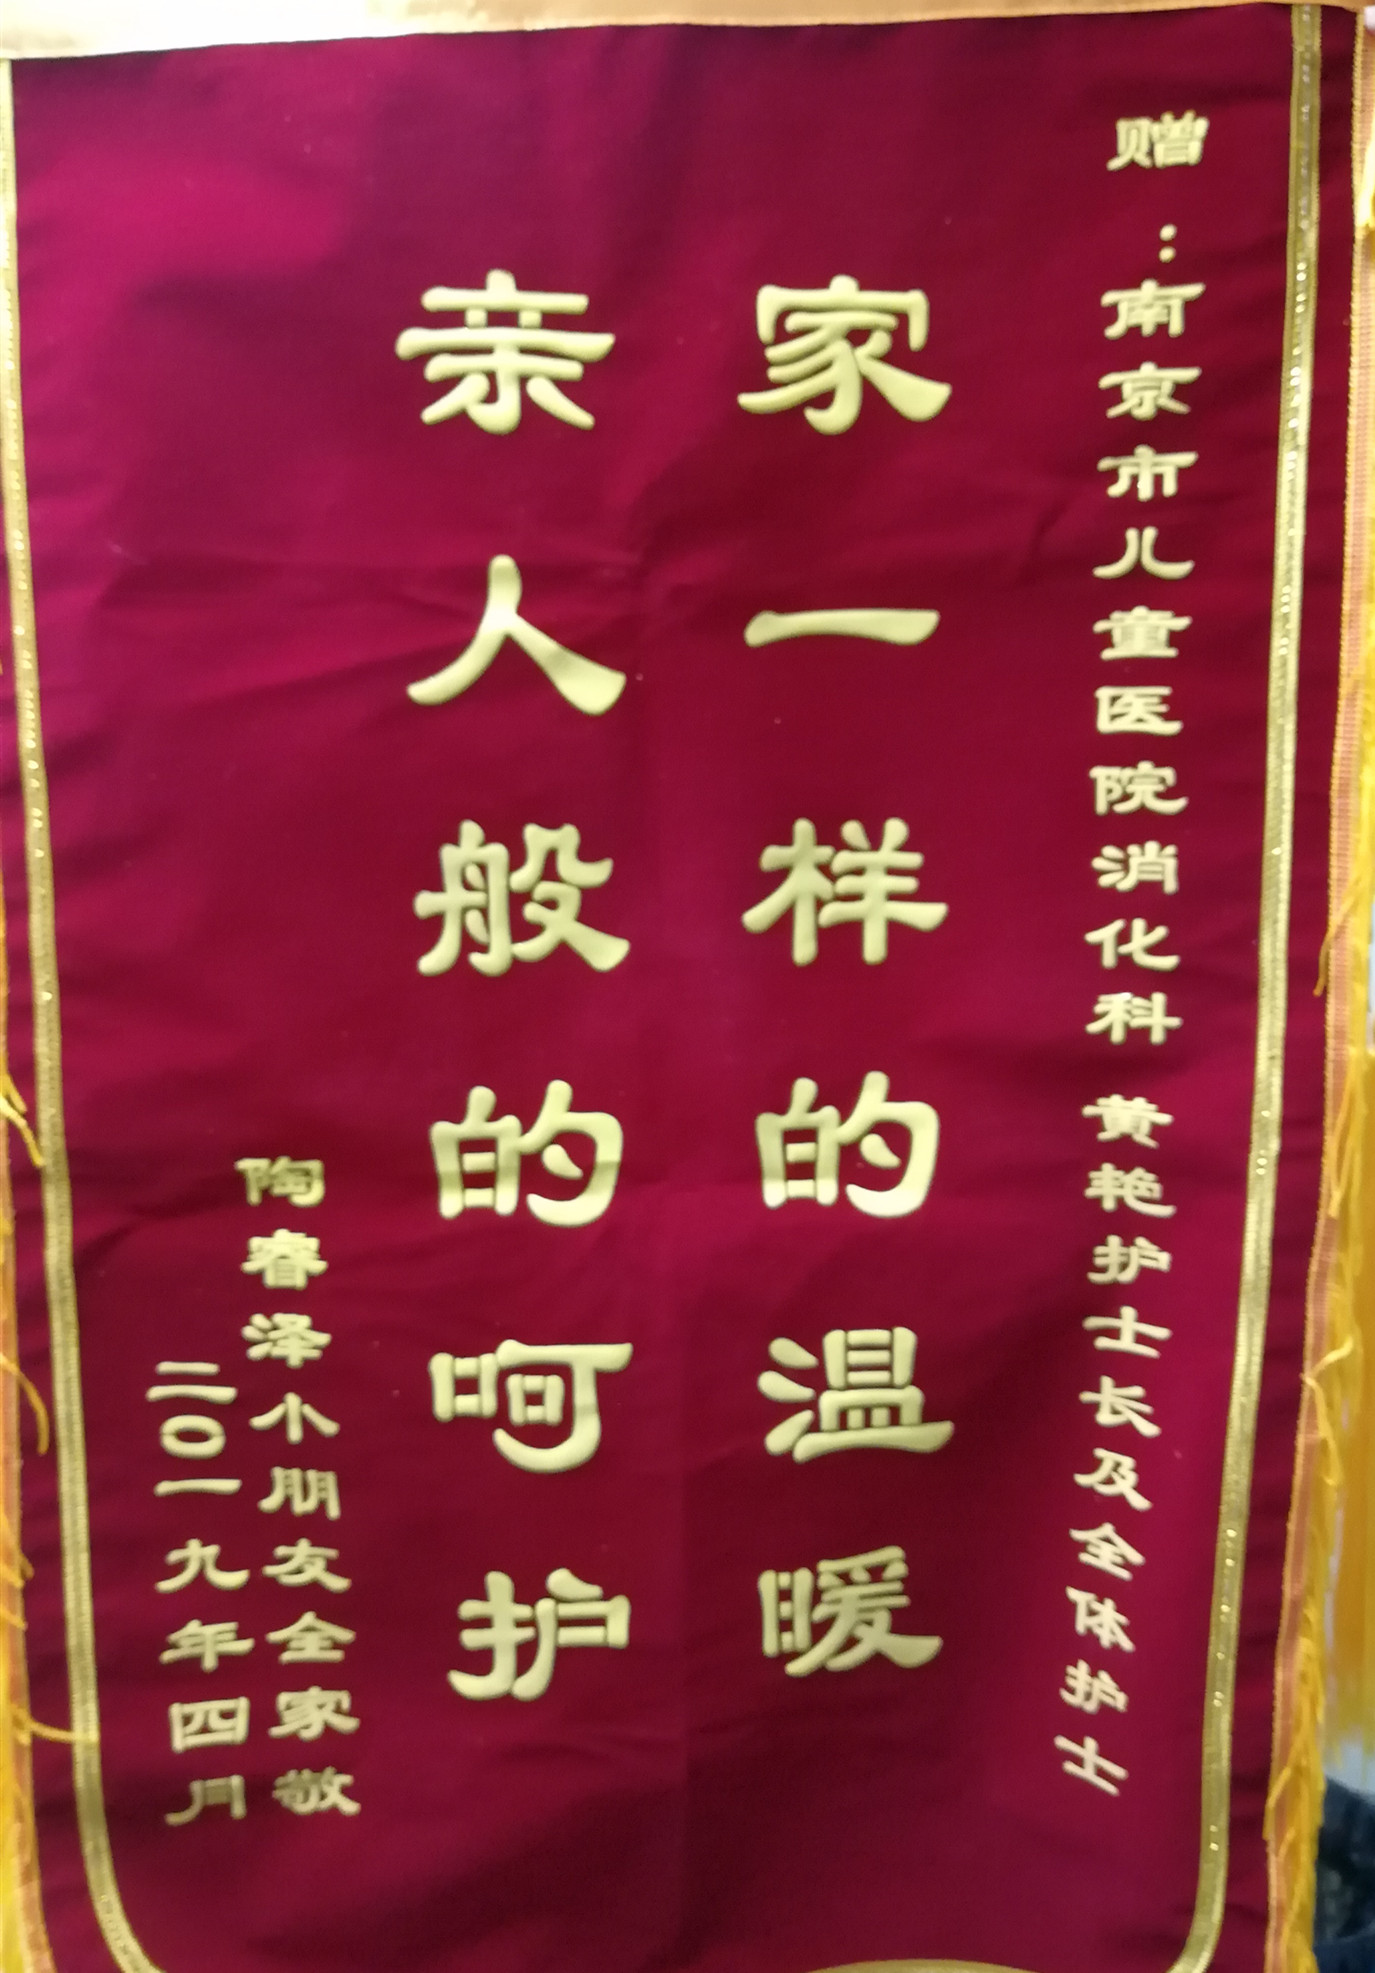 赠：南京市儿童医院消化科 黄艳护士长及全体护士
家一样的温暖
亲人般的呵护
陶睿泽小朋友全家敬
二0一九年四月